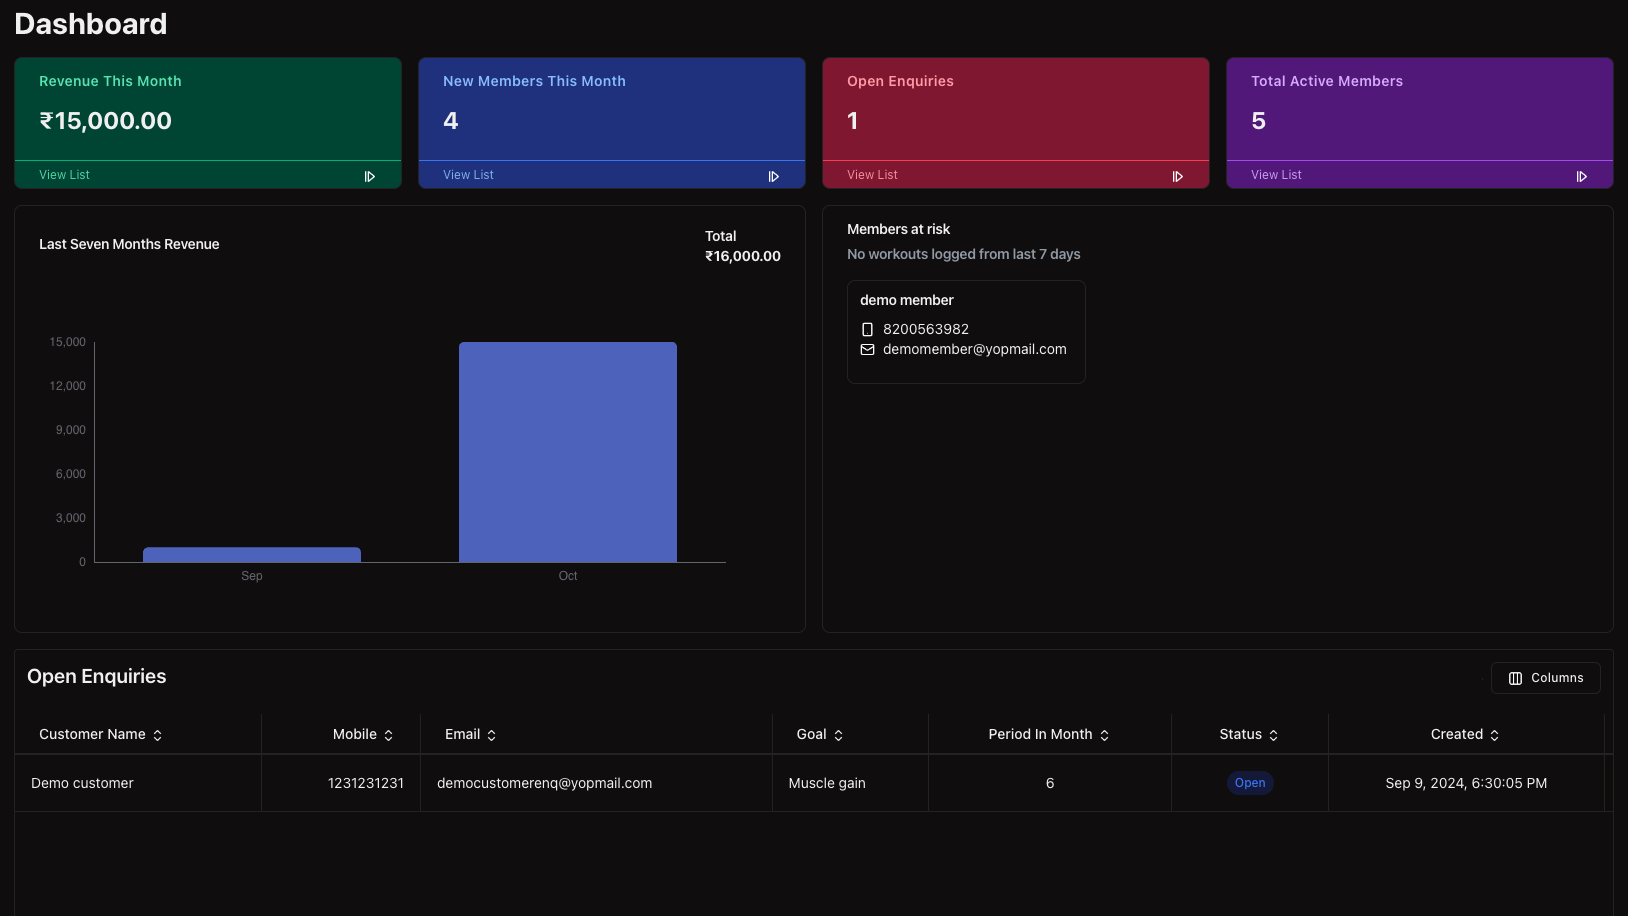 Dashboard
Revenue This Month
₹15,000.00
View List
New Members This Month
4
View List
Open Enquiries
1
View List
Total Active Members
5
View List
Last Seven Months Revenue
Total
₹16,000.00
15,000
12,000
9,000
6,000
3,000
0
Sep
Oct
Members at risk
No workouts logged from last 7 days
demo member
8200563982
demomember@yopmail.com
Open Enquiries
Columns
Customer Name Mobile Email Goal Period In Month Status Created
Demo customer 1231231231 democustomerenq@yopmail.com Muscle gain 6 Open Sep 9, 2024, 6:30:05 PM